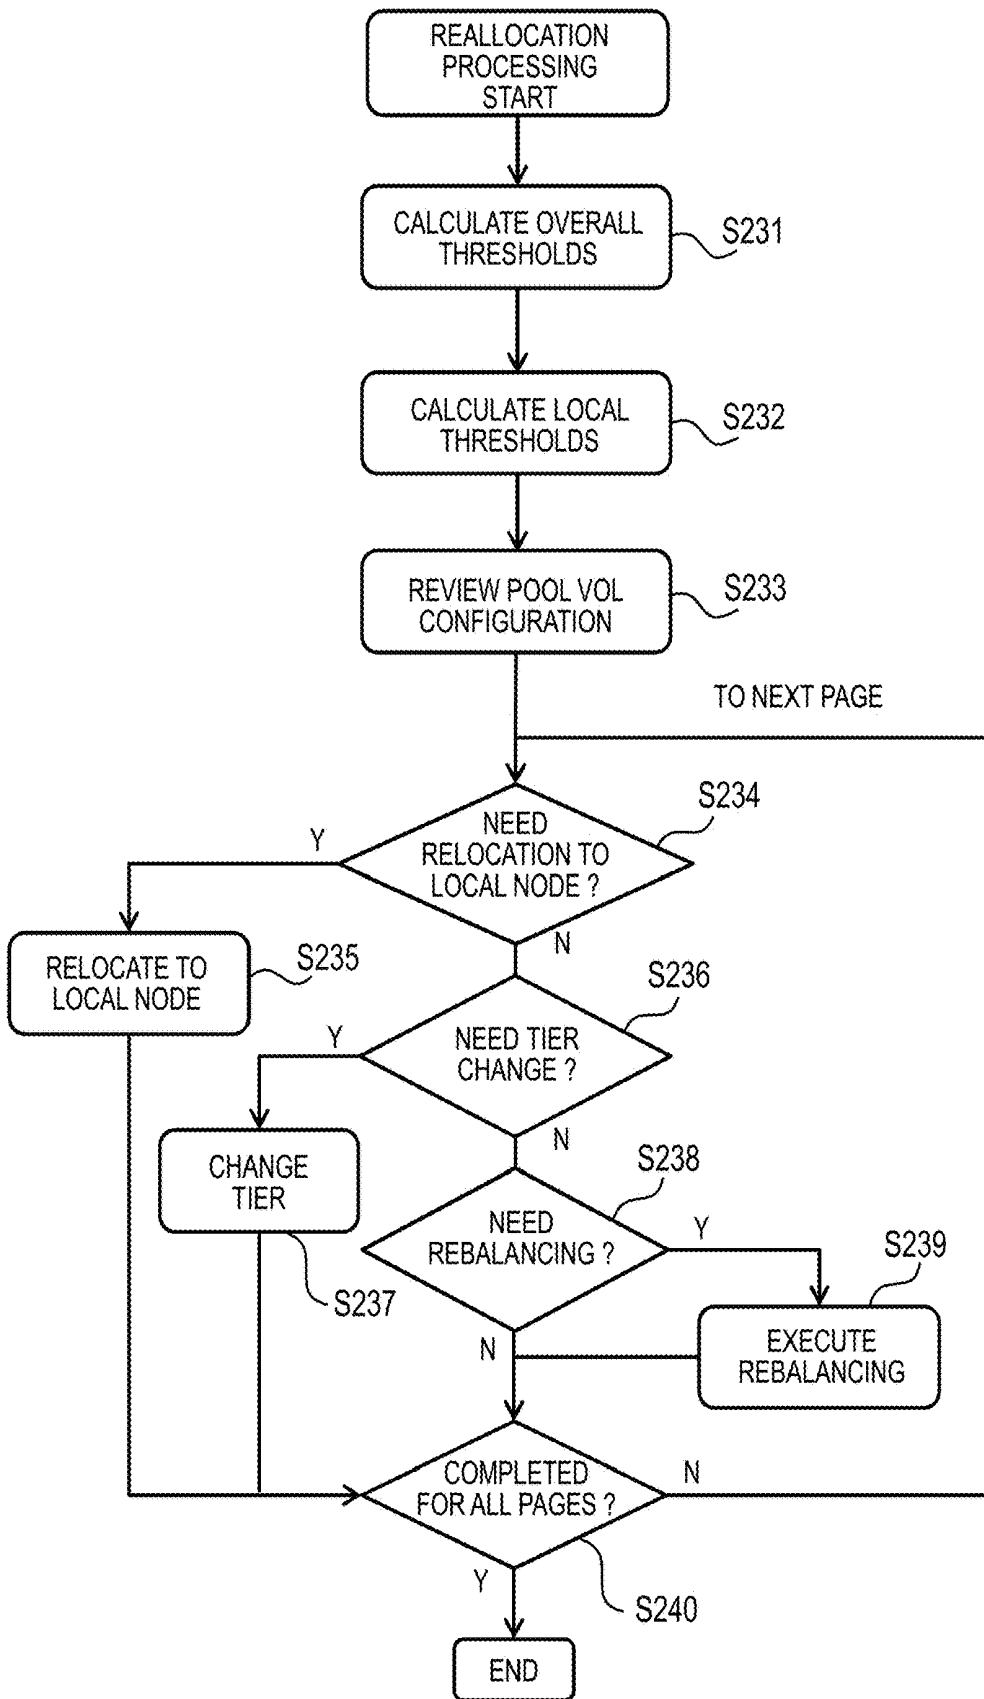 REALLOCATION
PROCESSING
START
CALCULATE OVERALL
THRESHOLDS
S231
CALCULATE LOCAL
THRESHOLDS
S232
REVIEW POOL VOL
CONFIGURATION
S233
TO NEXT PAGE
S234
NEED
RELOCATION TO
LOCAL NODE ?
Y
N
RELOCATE TO
LOCAL NODE
S235
S236
NEED TIER
CHANGE ?
Y
N
CHANGE
TIER
S237
S238
NEED
REBALANCING ?
Y
N
S239
EXECUTE
REBALANCING
COMPLETED
FOR ALL PAGES ?
N
Y
S240
END